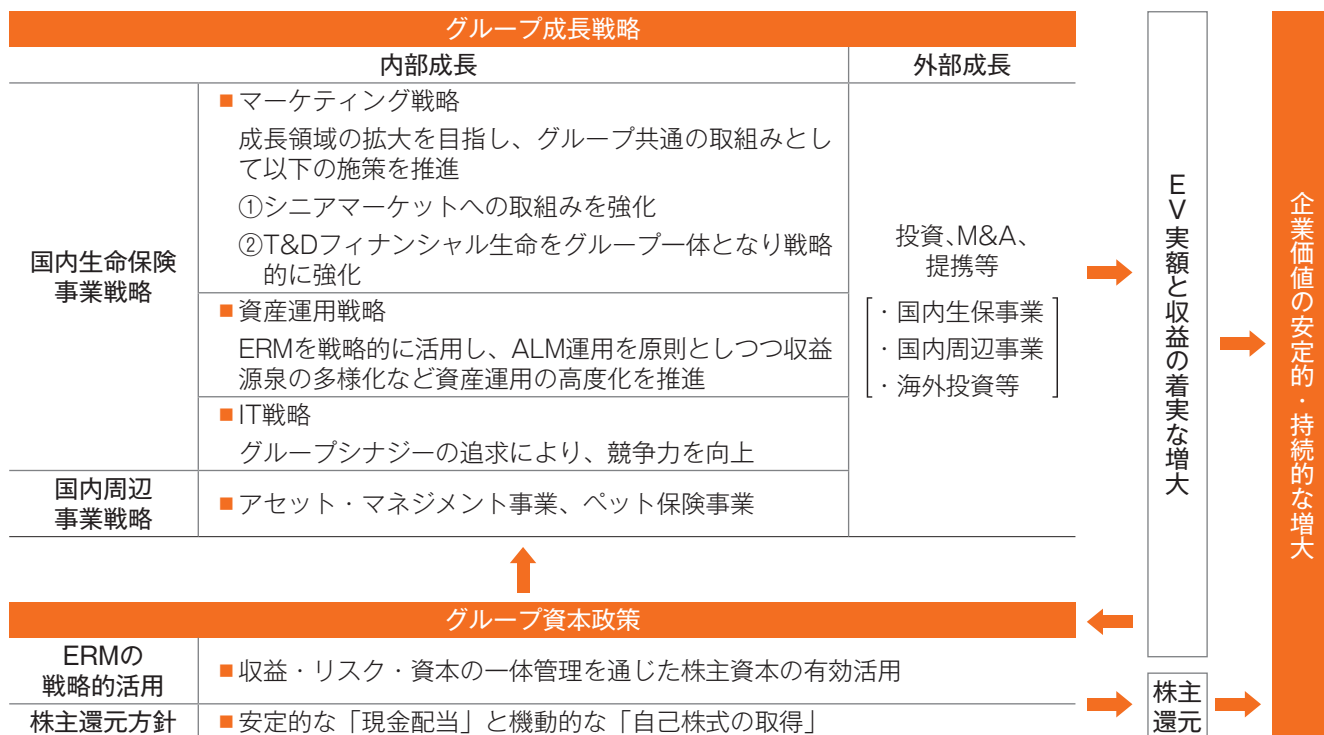 グループ成長戦略
内部成長
外部成長
国内生命保険
事業戦略
■マーケティング戦略
成長領域の拡大を目指し、グループ共通の取組みとし
て以下の施策を推進
①シニアマーケットへの取組みを強化
②T&Dフィナンシャル生命をグループ一体となり戦略
的に強化
■資産運用戦略
ERMを戦略的に活用し、ALM運用を原則としつつ収益
源泉の多様化など資産運用の高度化を推進
■IT戦略
グループシナジーの追求により、競争力を向上
国内周辺
事業戦略
■アセット・マネジメント事業、ペット保険事業
投資、M&A、
提携等
・国内生保事業
・国内周辺事業
・海外投資等
グループ資本政策
ERMの
戦略的活用
■収益・リスク・資本の一体管理を通じた株主資本の有効活用
株主還元方針
■安定的な「現金配当」と機動的な「自己株式の取得」
EV実額と収益の着実な増大
株主
還元
企業価値の安定的・持続的な増大